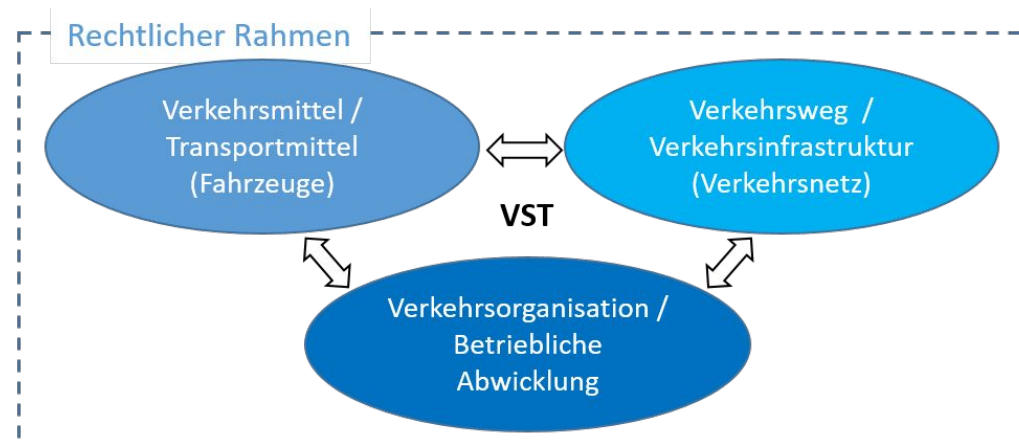 Rechtlicher Rahmen
Verkehrsmittel /
Transportmittel
(Fahrzeuge)
Verkehrsweg /
Verkehrsinfrastruktur
(Verkehrsnetz)
VST
Verkehrsorganisation /
Betriebliche
Abwicklung